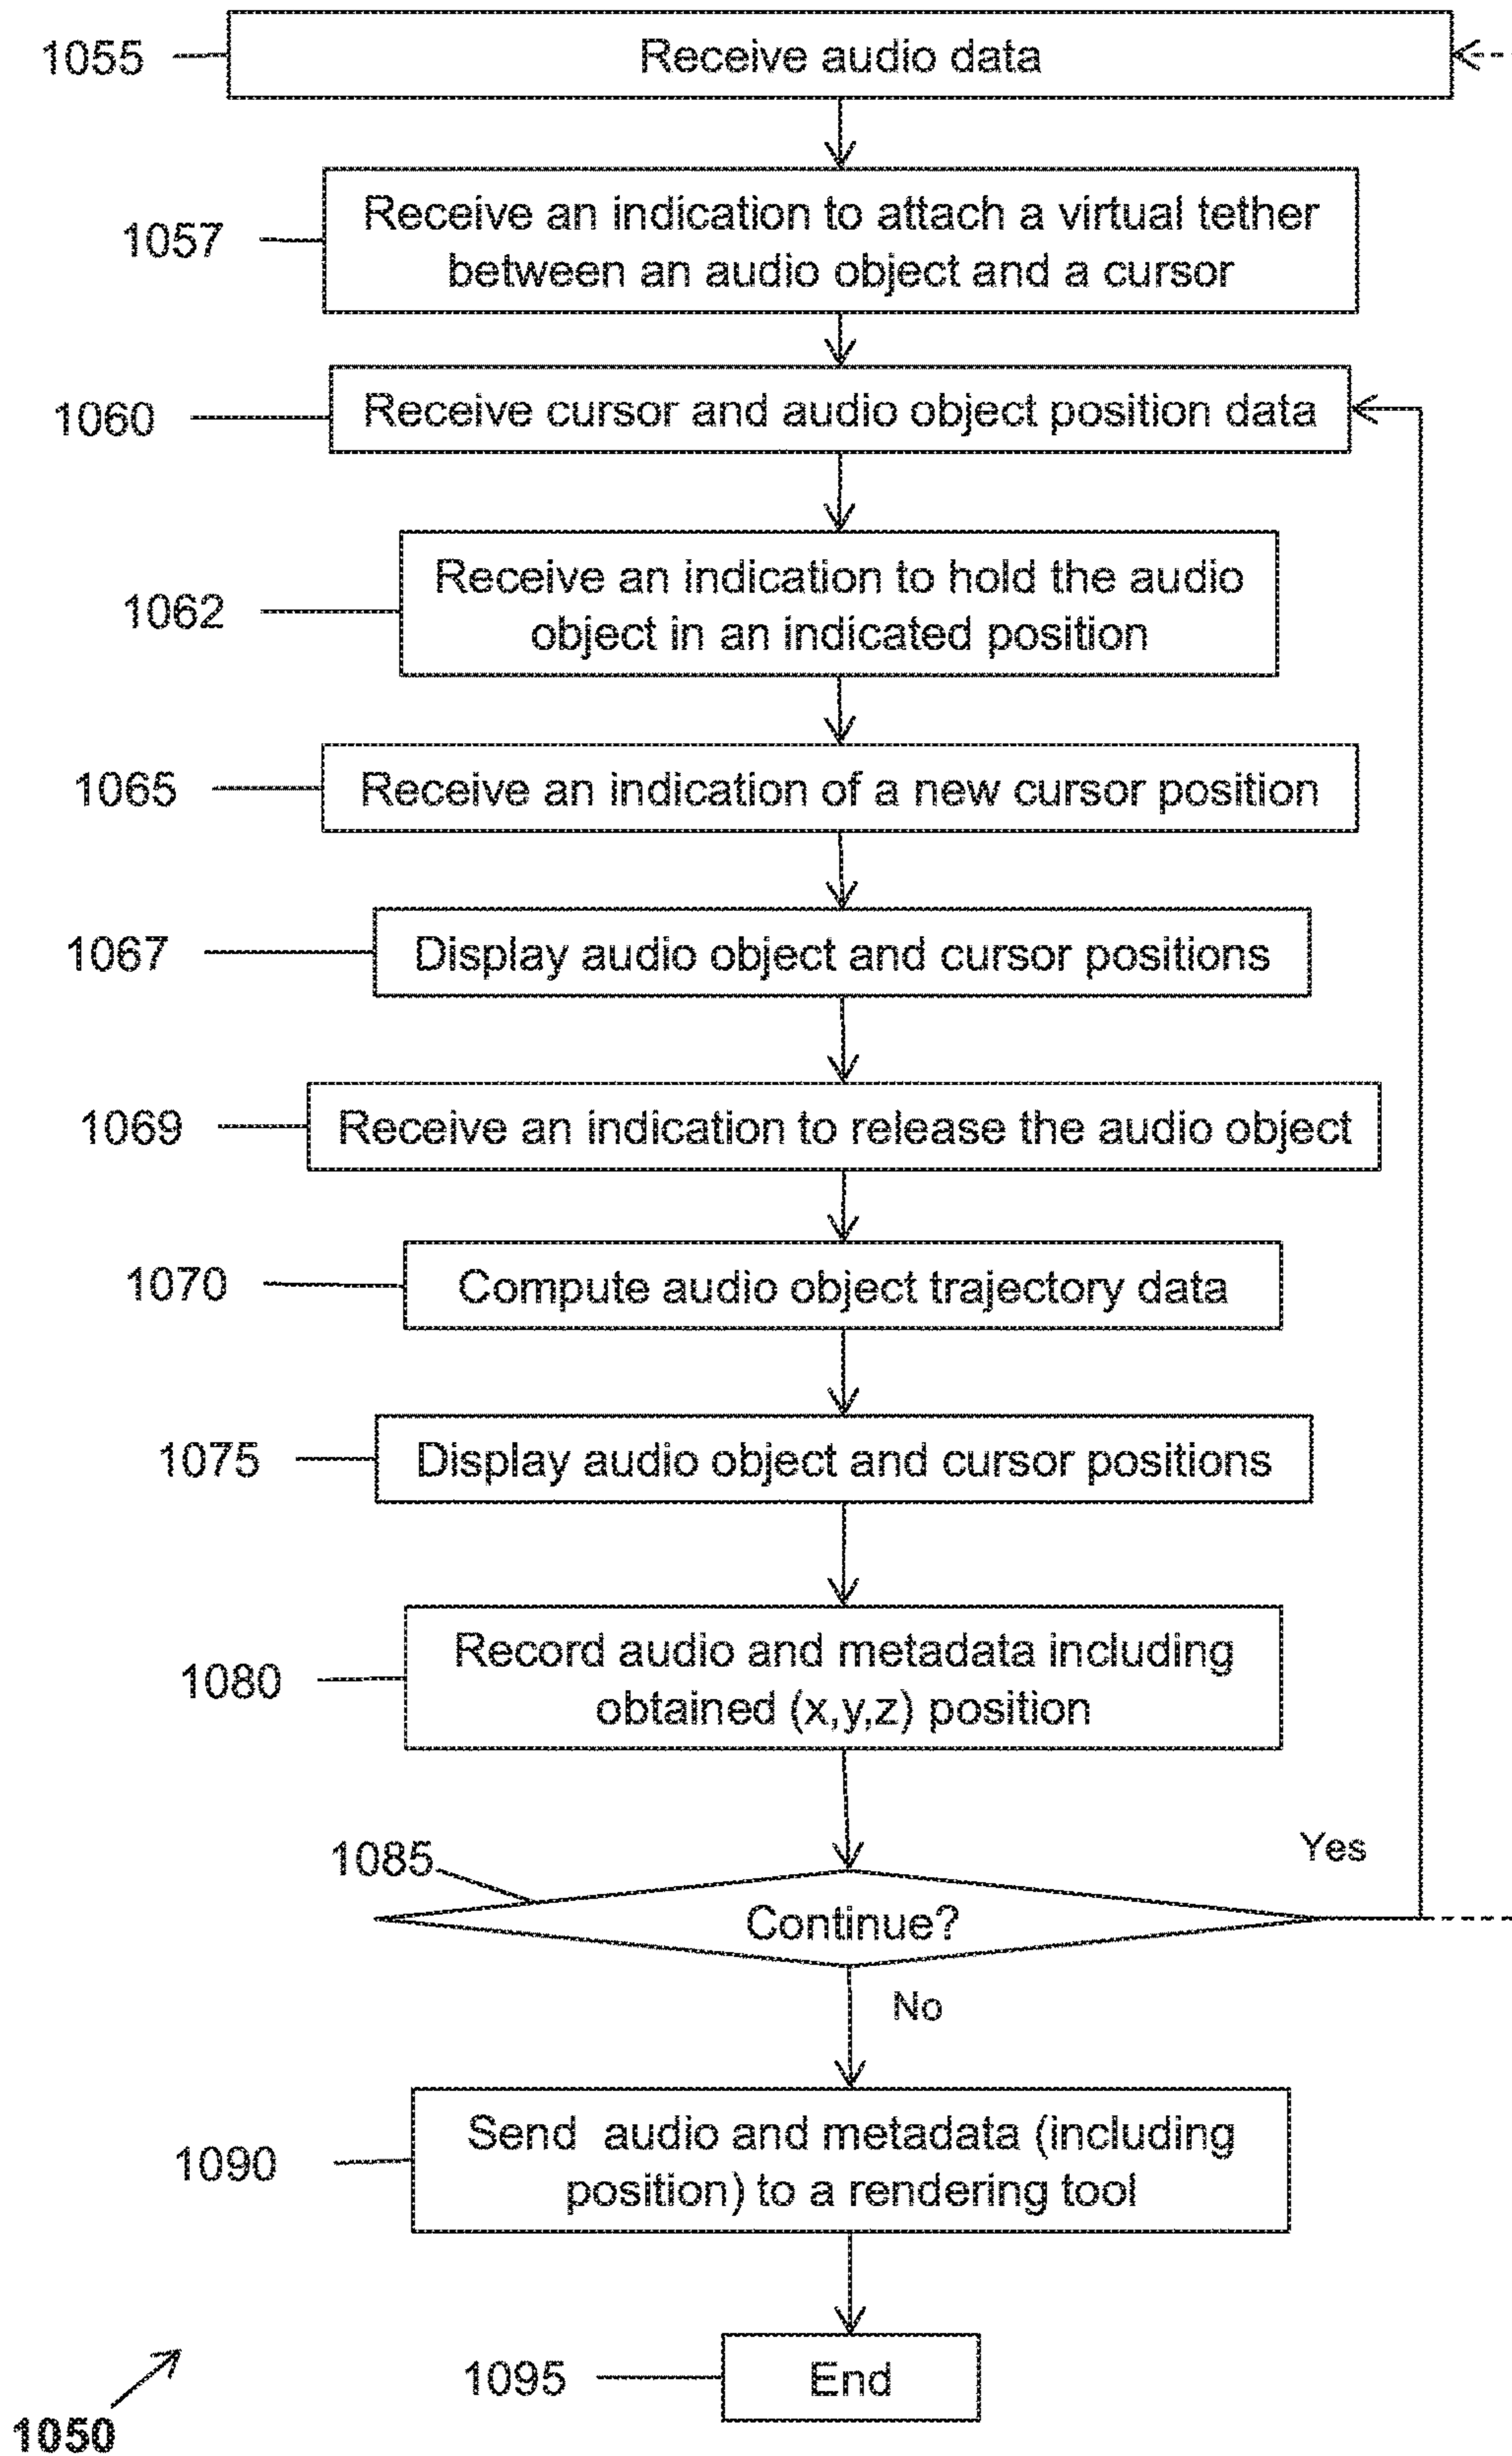 1055
Receive audio data
1057
Receive an indication to attach a virtual tether
between an audio object and a cursor
1060
Receive cursor and audio object position data
1062
Receive an indication to hold the audio
object in an indicated position
1065
Receive an indication of a new cursor position
1067
Display audio object and cursor positions
1069
Receive an indication to release the audio object
1070
Compute audio object trajectory data
1075
Display audio object and cursor positions
1080
Record audio and metadata including
obtained (x,y,z) position
1085
Yes
Continue?
No
1090
Send audio and metadata (including
position) to a rendering tool
1095
End
1050